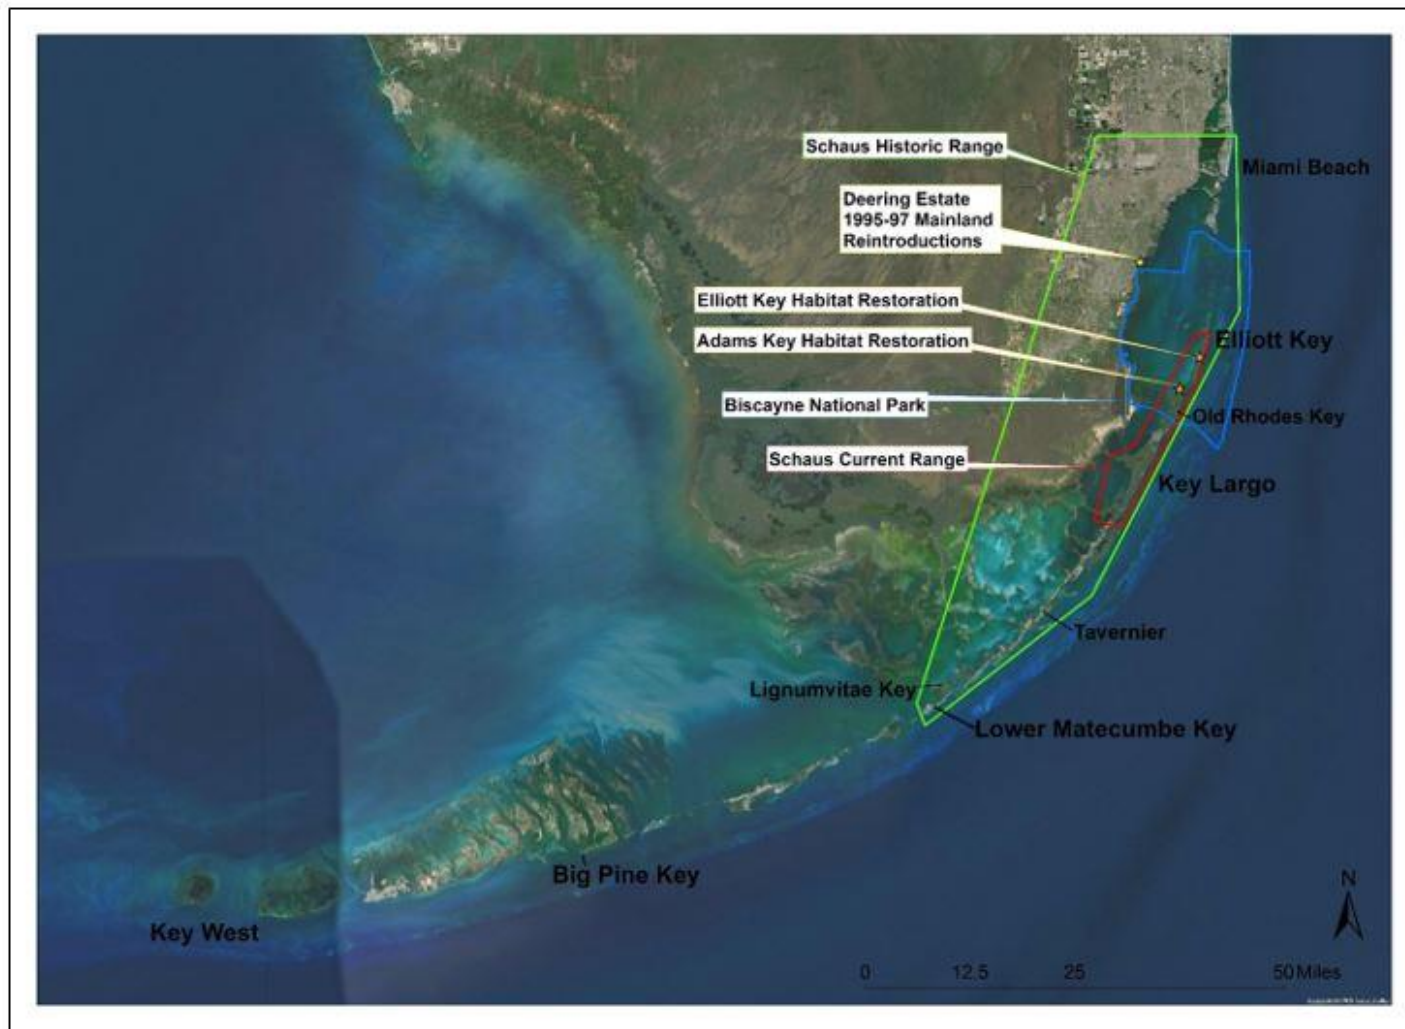 Schaus Historic Range
Miami Beach
Deering Estate
1995-97 Mainland
Reintroductions
Elliott Key Habitat Restoration
Elliott Key
Adams Key Habitat Restoration
Biscayne National Park
Old Rhodes Key
Schaus Current Range
Key Largo
Tavernier
Lignumvitae Key
Lower Matecumbe Key
Big Pine Key
Key West
N
0 12.5 25 50 Miles